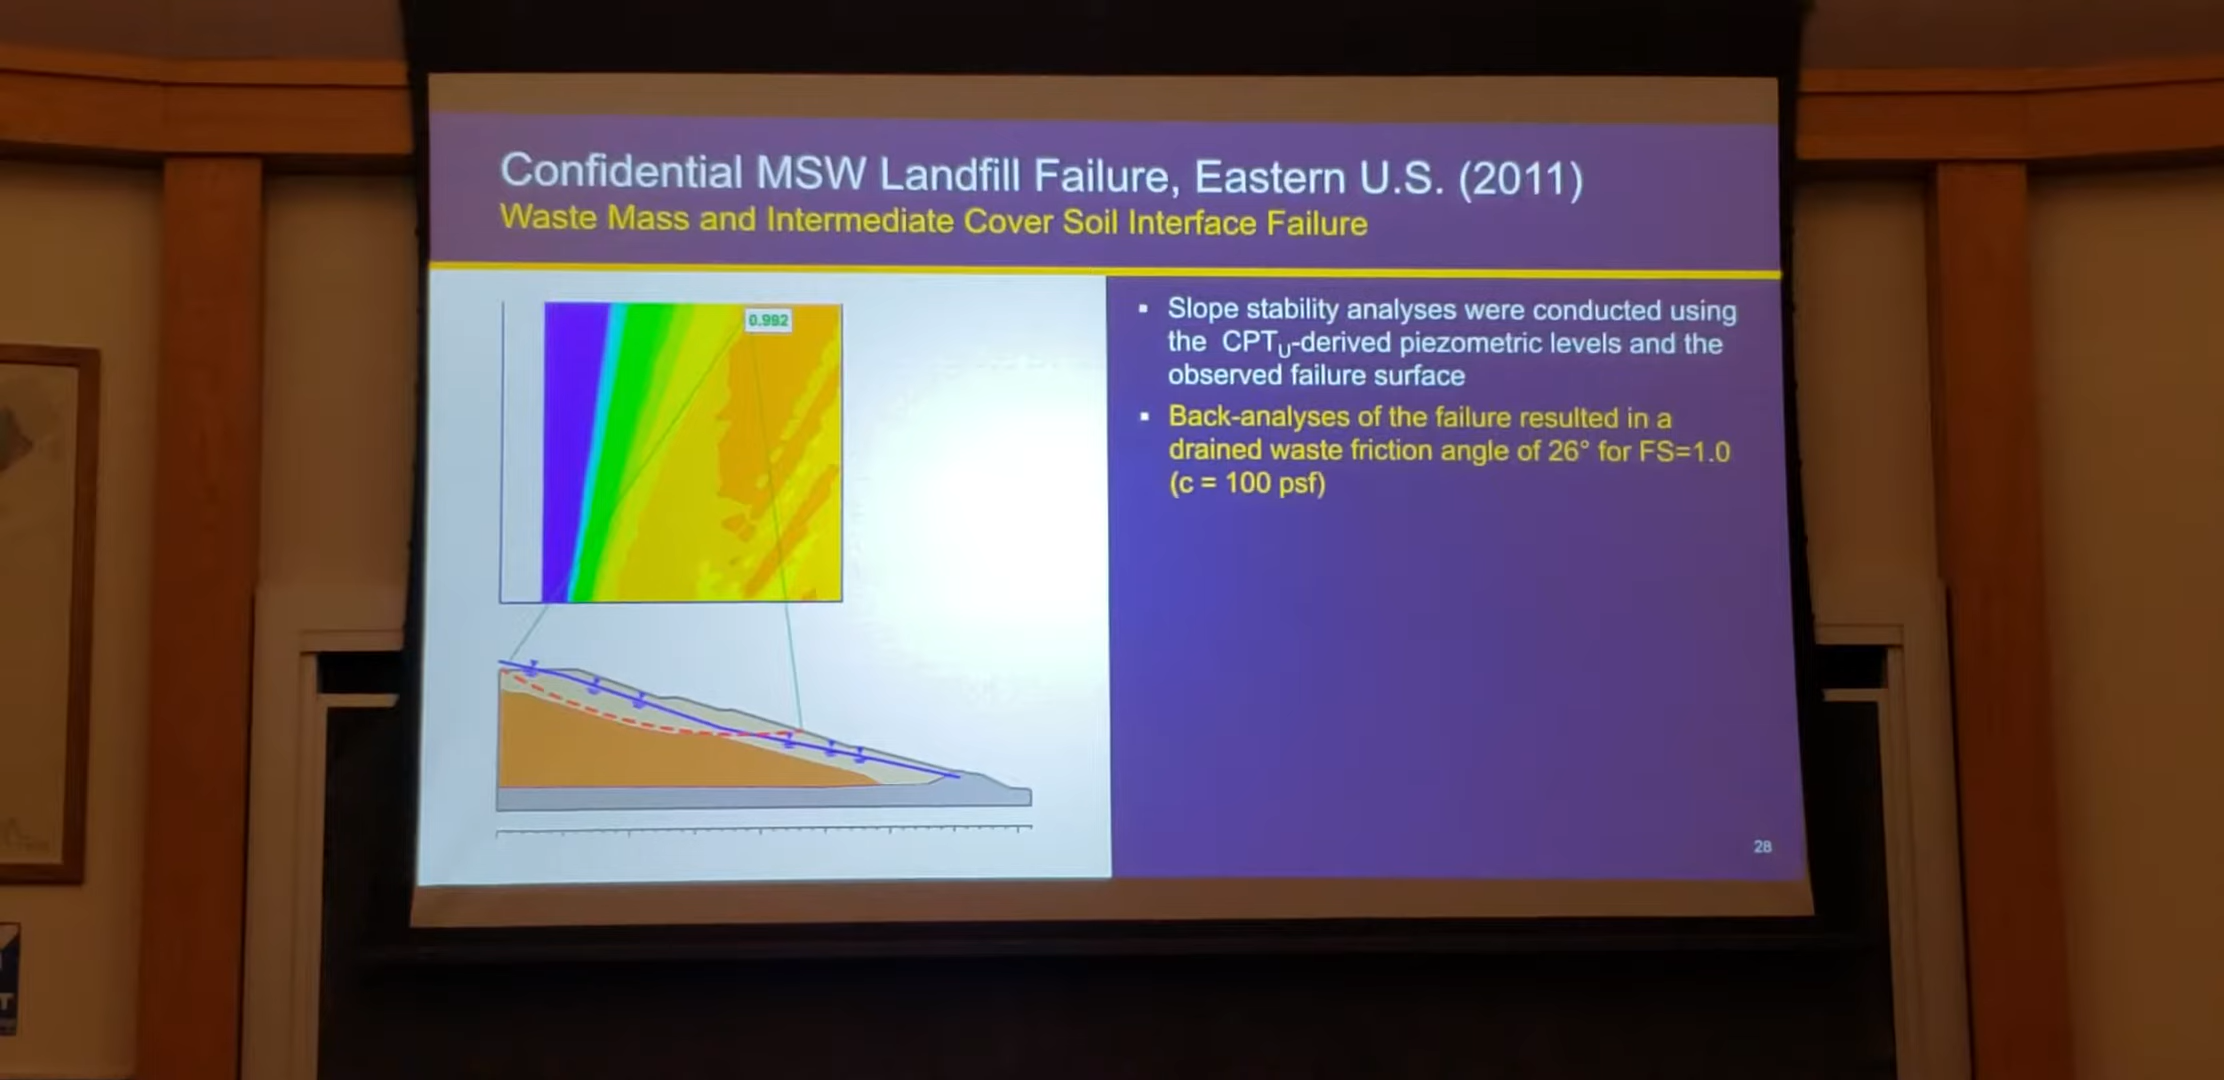 Confidential MSW Landfill Failure, Eastern U.S. (2011)
Waste Mass and Intermediate Cover Soil Interface Failure
0.992
▪ Slope stability analyses were conducted using
the CPTU-derived piezometric levels and the
observed failure surface
▪ Back-analyses of the failure resulted in a
drained waste friction angle of 26° for FS=1.0
(c = 100 psf)
28
T